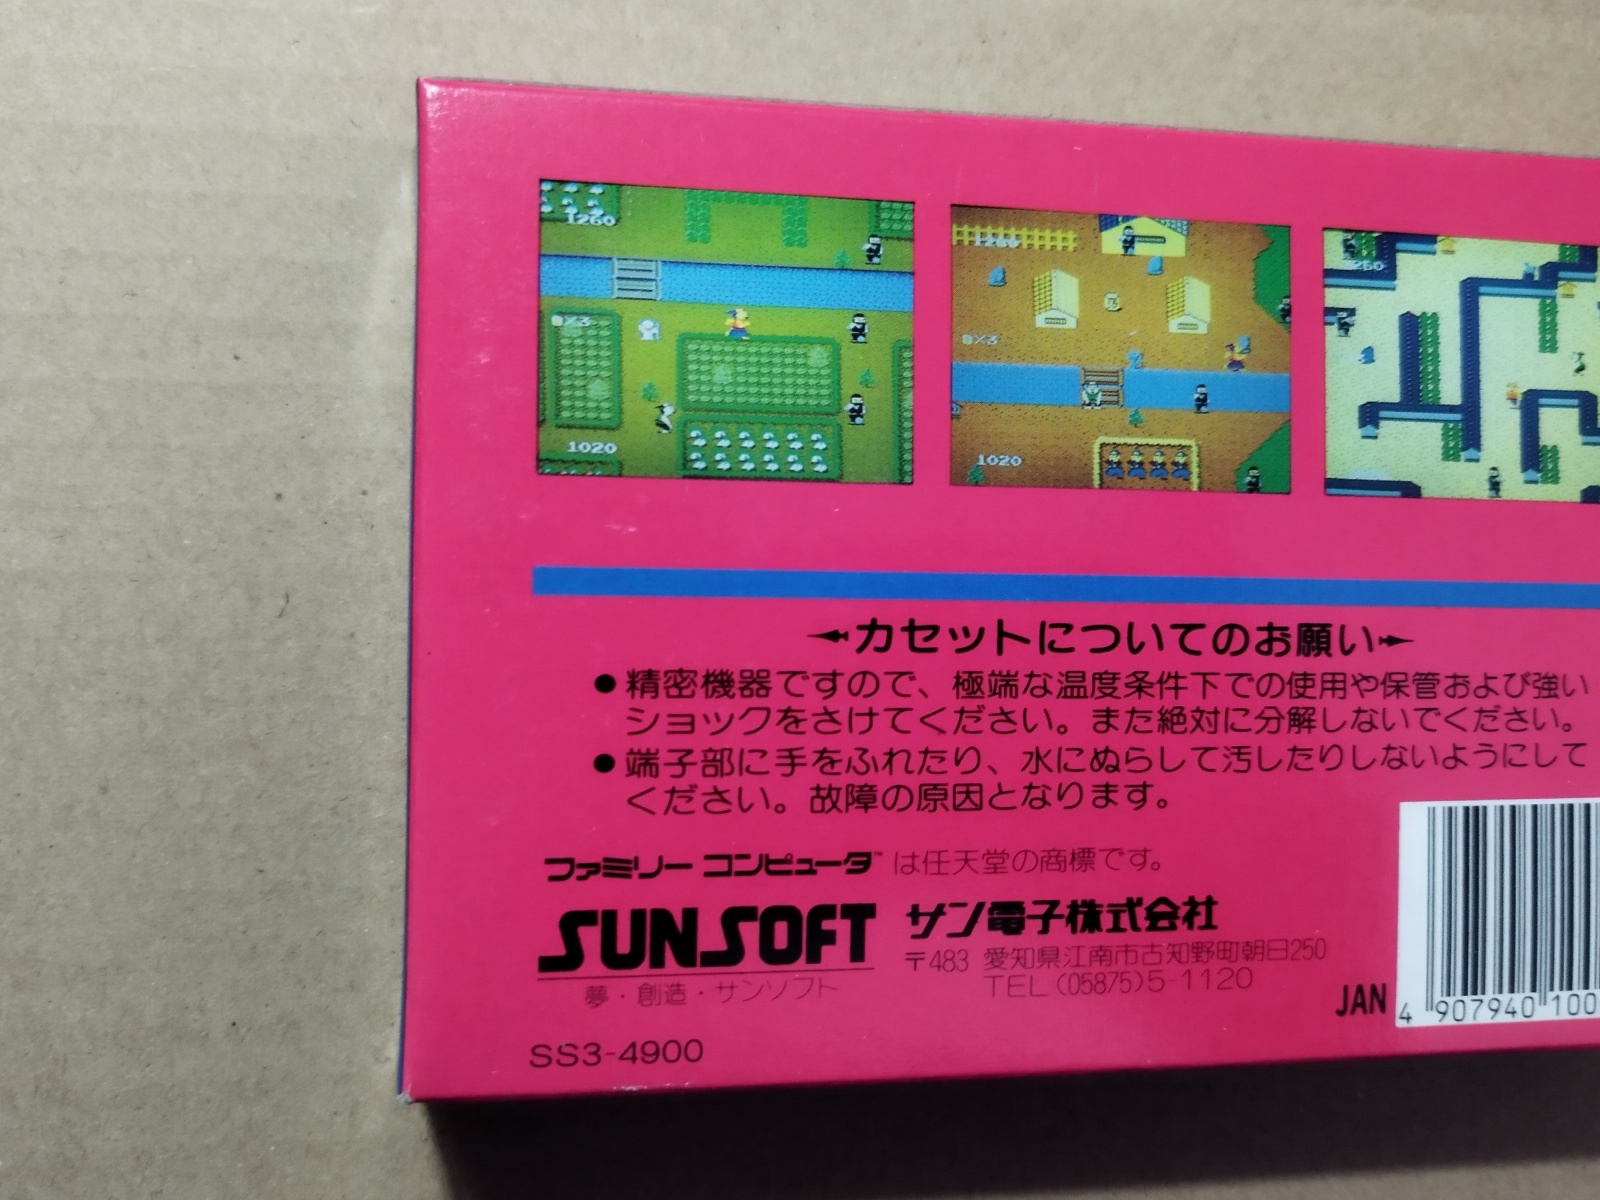 1260
×3
1020
1260
0×3
1020
260
カセットについてのお願い
●精密機器ですので、極端な温度条件下での使用や保管および強い
ショックをさけてください。また絶対に分解しないでください。
●端子部に手をふれたり、水にぬらして汚したりしないようにして
ください。故障の原因となります。
ファミリーコンピュータ™は任天堂の商標です。
SUNSOFT サン電子株式会社
〒483 愛知県江南市古知野町朝日250
TEL(05875)5-1120
夢・創造・サンソフト
JAN
4 907940 100
SS3-4900